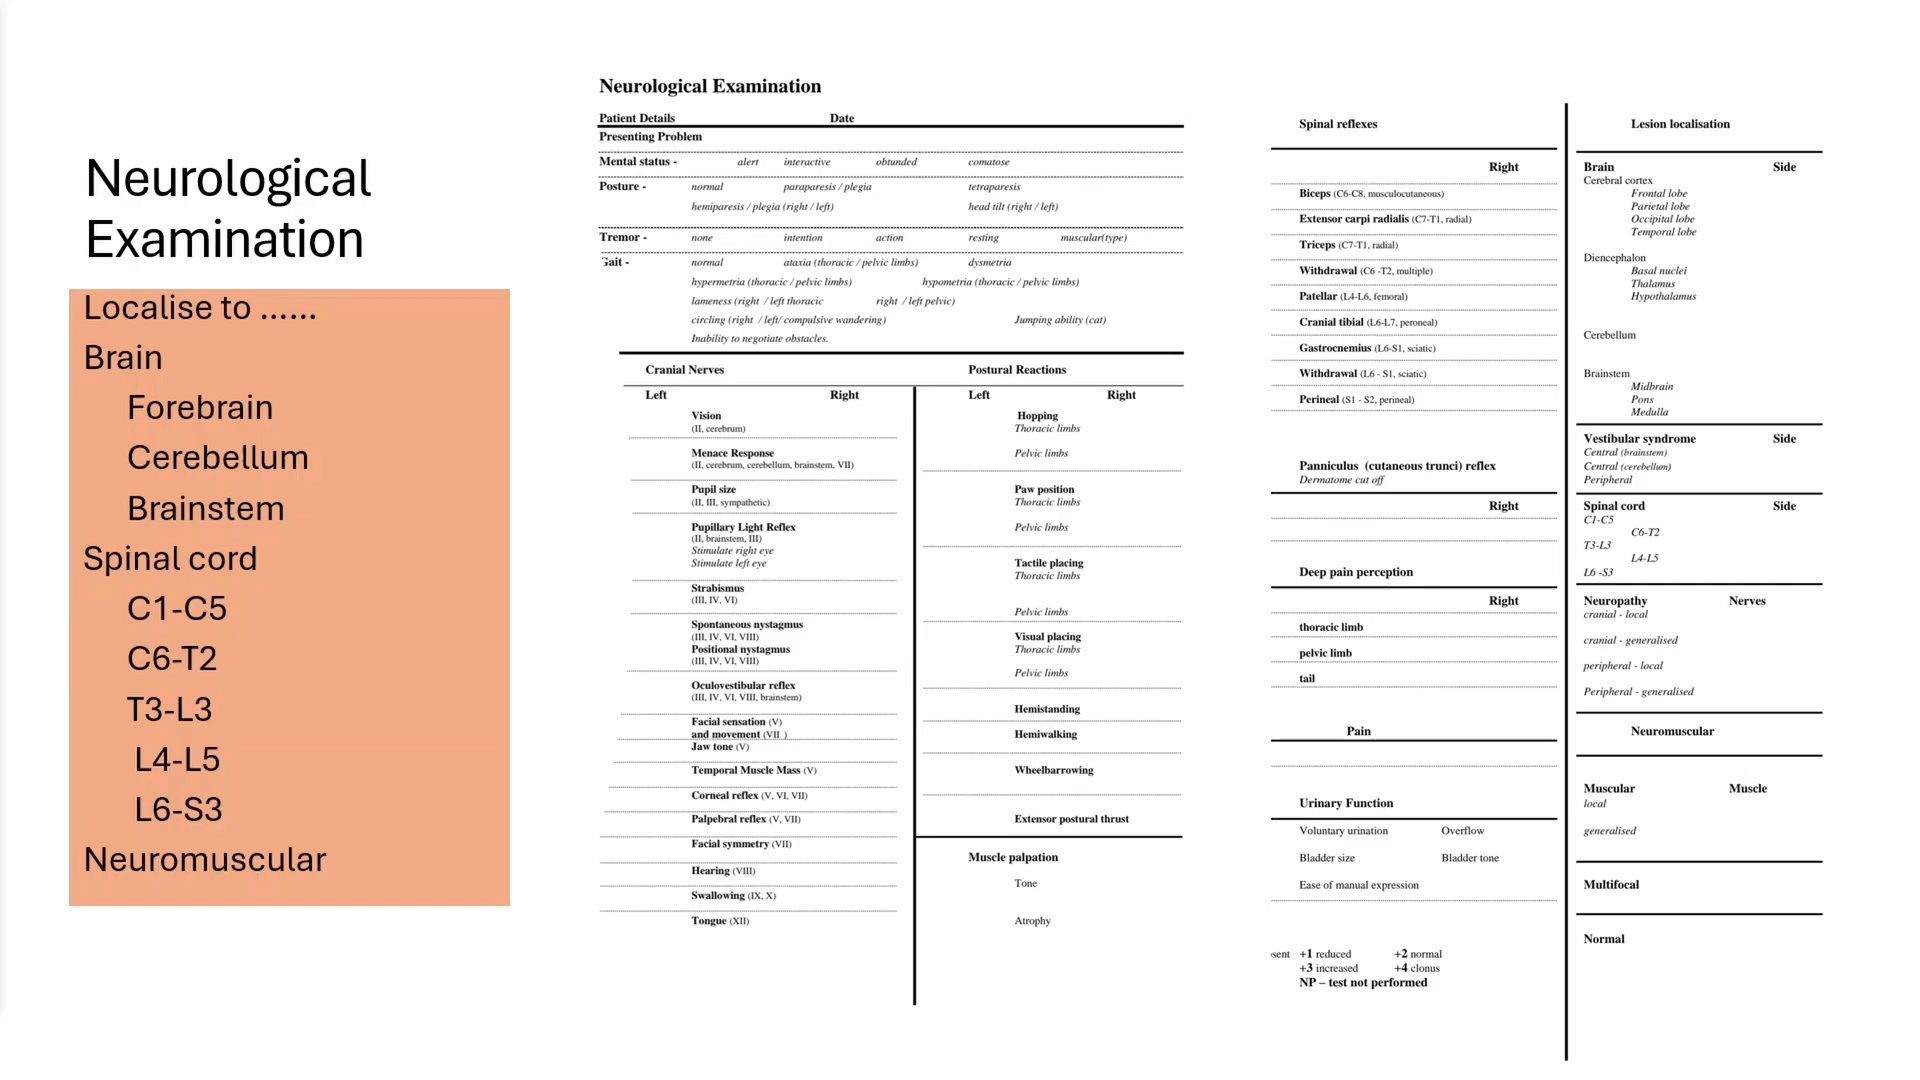 Neurological
Examination
Localise to ......
Brain
Forebrain
Cerebellum
Brainstem
Spinal cord
C1-C5
C6-T2
T3-L3
L4-L5
L6-S3
Neuromuscular
Neurological Examination
Patient Details Date
Presenting Problem
Mental status - alert interactive obtunded comatose
Posture - normal paraparesis / plegia tetraparesis
hemiparesis / plegia (right / left) head tilt (right / left)
Tremor - none intention action resting muscular(type)
Gait - normal ataxia (thoracic / pelvic limbs) dysmetria
hypermetria (thoracic / pelvic limbs) hypometria (thoracic / pelvic limbs)
lameness (right / left thoracic right / left pelvic)
circling (right / left/ compulsive wandering) Jumping ability (cat)
Inability to negotiate obstacles.
Cranial Nerves
Left Right
Vision
(II, cerebrum)
Menace Response
(II, cerebrum, cerebellum, brainstem, VII)
Pupil size
(II, III, sympathetic)
Pupillary Light Reflex
(II, brainstem, III)
Stimulate right eye
Stimulate left eye
Strabismus
(III, IV, VI)
Spontaneous nystagmus
(III, IV, VI, VIII)
Positional nystagmus
(III, IV, VI, VIII)
Oculovestibular reflex
(III, IV, VI, VIII, brainstem)
Facial sensation (V)
and movement (VII )
Jaw tone (V)
Temporal Muscle Mass (V)
Corneal reflex (V, VI, VII)
Palpebral reflex (V, VII)
Facial symmetry (VII)
Hearing (VIII)
Swallowing (IX, X)
Tongue (XII)
Postural Reactions
Left Right
Hopping
Thoracic limbs
Pelvic limbs
Paw position
Thoracic limbs
Pelvic limbs
Tactile placing
Thoracic limbs
Pelvic limbs
Visual placing
Thoracic limbs
Pelvic limbs
Hemistanding
Hemiwalking
Wheelbarrowing
Extensor postural thrust
Muscle palpation
Tone
Atrophy
Spinal reflexes
Right
Biceps (C6-C8, musculocutaneous)
Extensor carpi radialis (C7-T1, radial)
Triceps (C7-T1, radial)
Withdrawal (C6 -T2, multiple)
Patellar (L4-L6, femoral)
Cranial tibial (L6-L7, peroneal)
Gastrocnemius (L6-S1, sciatic)
Withdrawal (L6 - S1, sciatic)
Perineal (S1 - S2, perineal)
Panniculus (cutaneous trunci) reflex
Dermatome cut off
Right
Deep pain perception
Right
thoracic limb
pelvic limb
tail
Pain
Urinary Function
Voluntary urination Overflow
Bladder size Bladder tone
Ease of manual expression
sent +1 reduced +2 normal
+3 increased +4 clonus
NP – test not performed
Lesion localisation
Brain Side
Cerebral cortex
Frontal lobe
Parietal lobe
Occipital lobe
Temporal lobe
Diencephalon
Basal nuclei
Thalamus
Hypothalamus
Cerebellum
Brainstem
Midbrain
Pons
Medulla
Vestibular syndrome Side
Central (brainstem)
Central (cerebellum)
Peripheral
Spinal cord Side
C1-C5
C6-T2
T3-L3
L4-L5
L6 -S3
Neuropathy Nerves
cranial - local
cranial - generalised
peripheral - local
Peripheral - generalised
Neuromuscular
Muscular Muscle
local
generalised
Multifocal
Normal